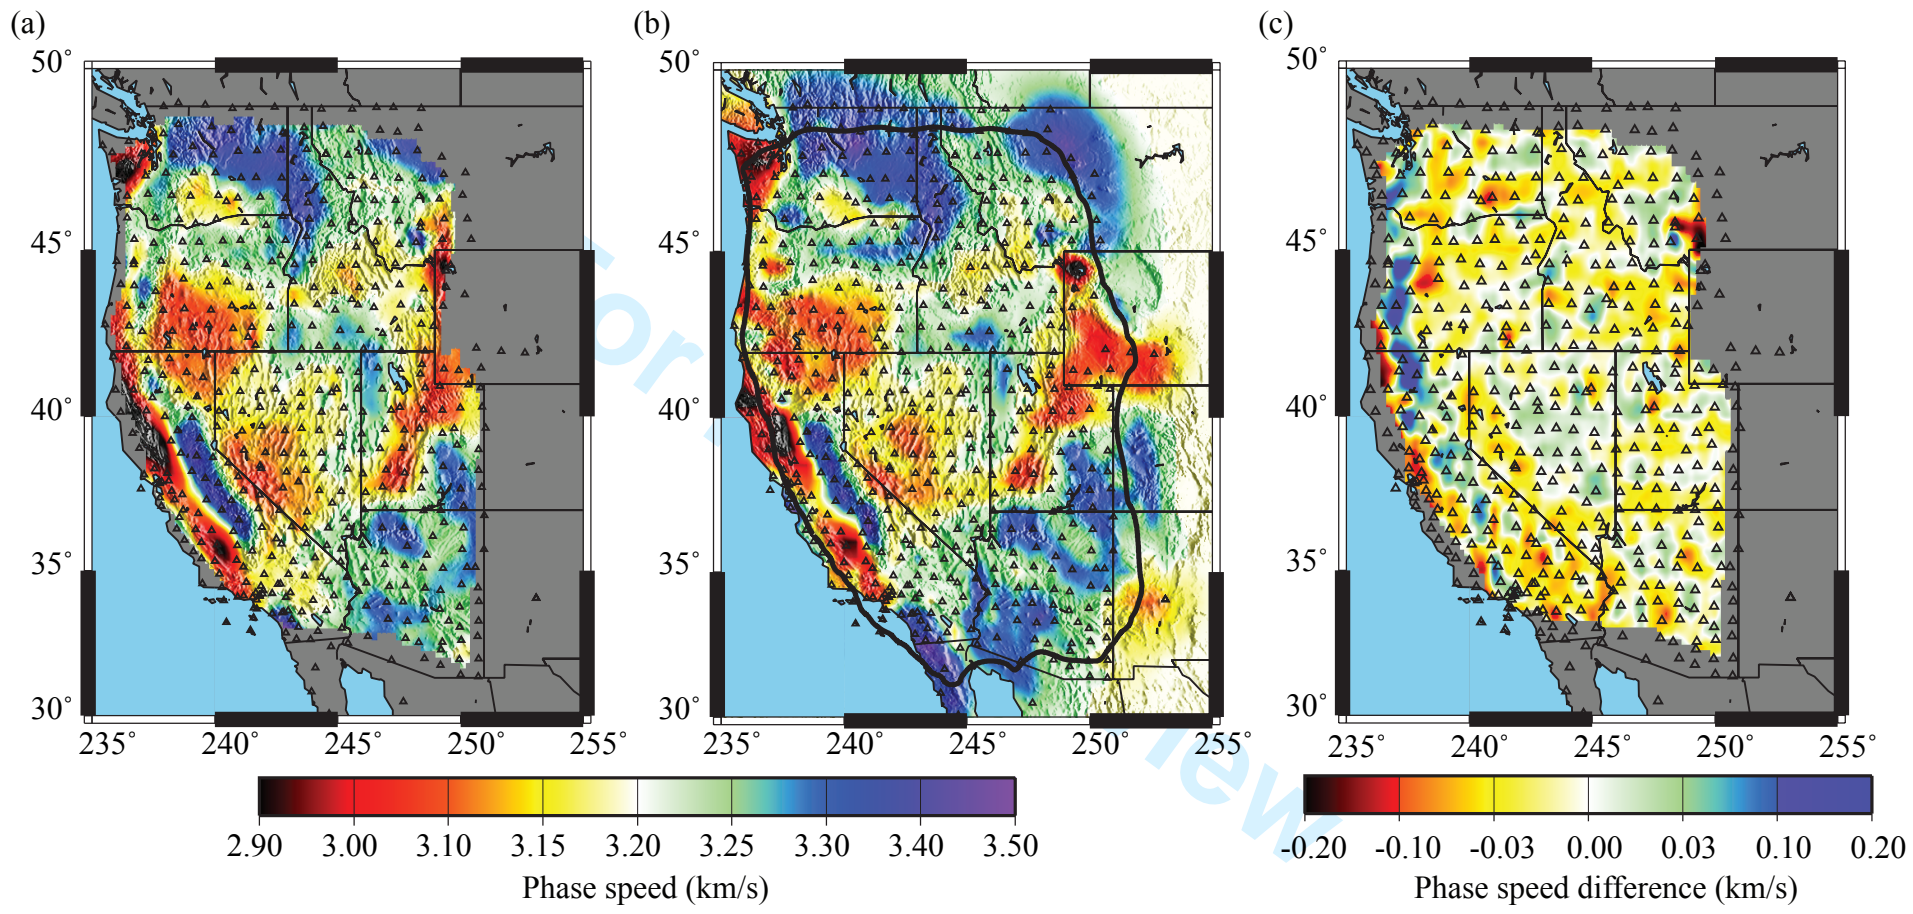 (a)
(b)
(c)
50° 45° 40° 35° 30°
235° 240° 245° 250° 255°
50° 45° 40° 35° 30°
235° 240° 245° 250° 255°
50° 45° 40° 35° 30°
235° 240° 245° 250° 255°
For
iew
2.90 3.00 3.10 3.15 3.20 3.25 3.30 3.40 3.50
Phase speed (km/s)
-0.20 -0.10 -0.03 0.00 0.03 0.10 0.20
Phase speed difference (km/s)